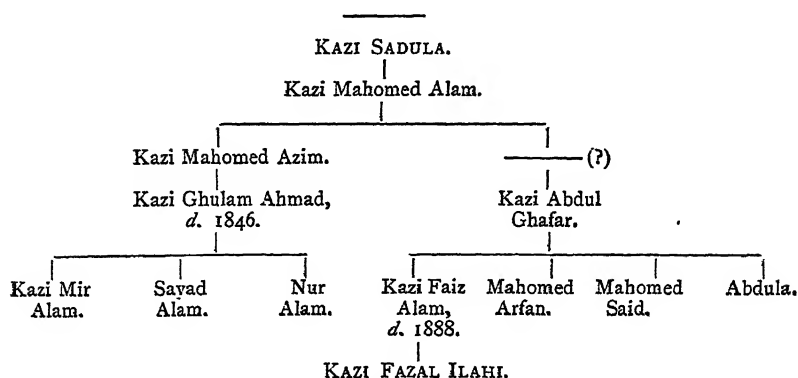 KAZI SADULA.
Kazi Mahomed Alam.
Kazi Mahomed Azim.
(?)
Kazi Ghulam Ahmad,
d. 1846.
Kazi Abdul
Ghafar.
Kazi Mir
Alam.
Sayad
Alam.
Nur
Alam.
Kazi Faiz
Alam,
d. 1888.
Mahomed
Arfan.
Mahomed
Said.
Abdula.
KAZI FAZAL ILAHI.